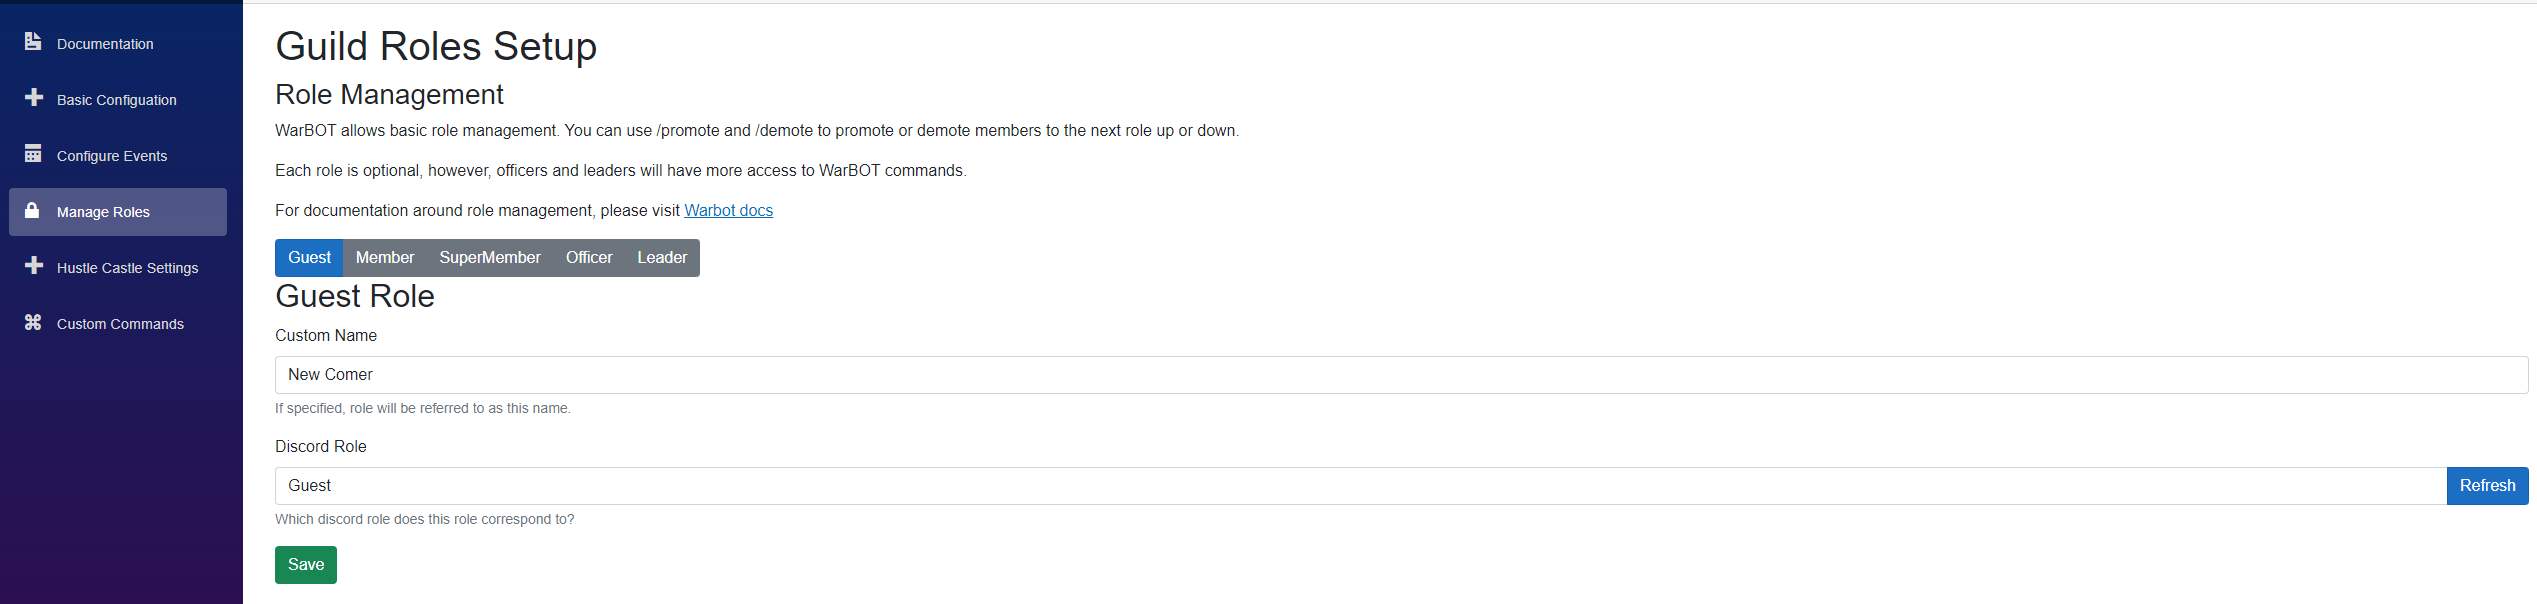 Documentation
Basic Configuation
Configure Events
Manage Roles
Hustle Castle Settings
Custom Commands
Guild Roles Setup
Role Management
WarBOT allows basic role management. You can use /promote and /demote to promote or demote members to the next role up or down.
Each role is optional, however, officers and leaders will have more access to WarBOT commands.
For documentation around role management, please visit Warbot docs
Guest Member SuperMember Officer Leader
Guest Role
Custom Name
New Comer
If specified, role will be referred to as this name.
Discord Role
Guest Refresh
Which discord role does this role correspond to?
Save